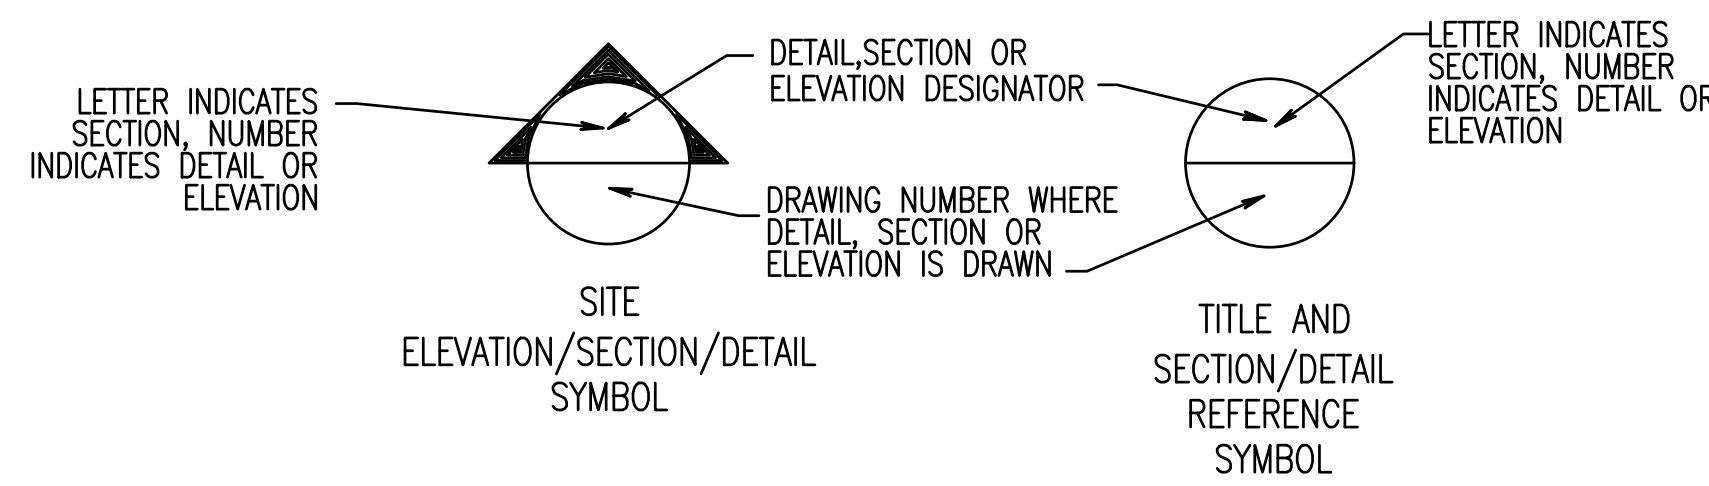 LETTER INDICATES
SECTION, NUMBER
INDICATES DETAIL OR
ELEVATION
DETAIL,SECTION OR
ELEVATION DESIGNATOR
LETTER INDICATES
SECTION, NUMBER
INDICATES DETAIL OR
ELEVATION
DRAWING NUMBER WHERE
DETAIL, SECTION OR
ELEVATION IS DRAWN
SITE
ELEVATION/SECTION/DETAIL
SYMBOL
TITLE AND
SECTION/DETAIL
REFERENCE
SYMBOL